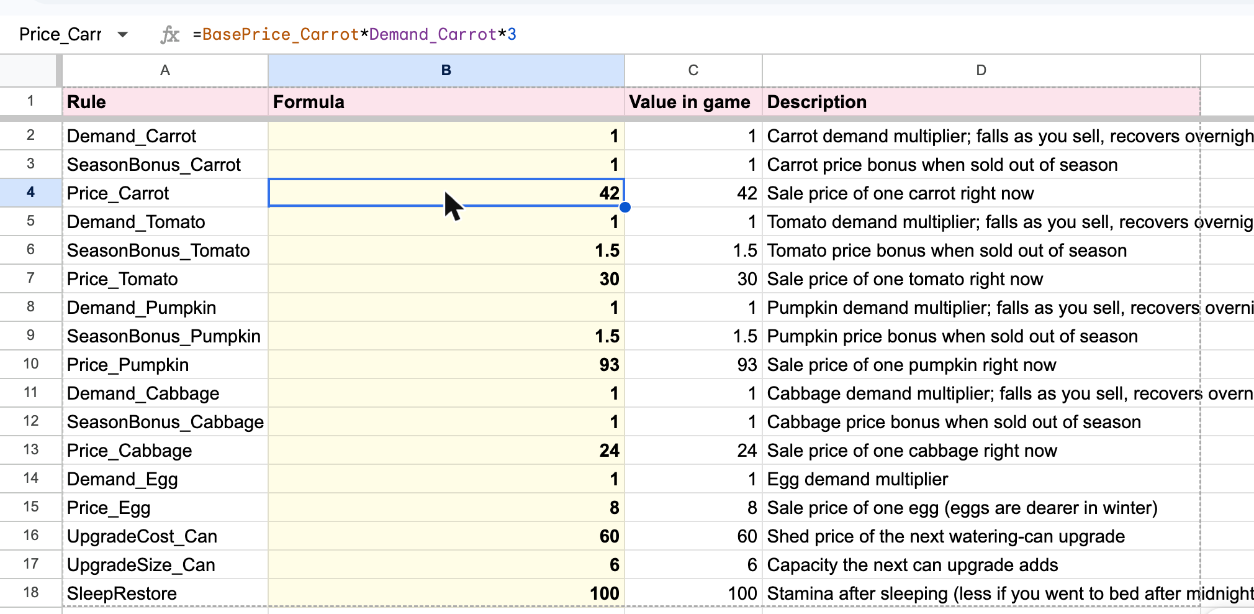 Price_Carr fx =BasePrice_Carrot*Demand_Carrot*3
A B C D
1 Rule Formula Value in game Description
2 Demand_Carrot 1 1 Carrot demand multiplier; falls as you sell, recovers overnigh
3 SeasonBonus_Carrot 1 1 Carrot price bonus when sold out of season
4 Price_Carrot 42 42 Sale price of one carrot right now
5 Demand_Tomato 1 1 Tomato demand multiplier; falls as you sell, recovers overnig
6 SeasonBonus_Tomato 1.5 1.5 Tomato price bonus when sold out of season
7 Price_Tomato 30 30 Sale price of one tomato right now
8 Demand_Pumpkin 1 1 Pumpkin demand multiplier; falls as you sell, recovers overni
9 SeasonBonus_Pumpkin 1.5 1.5 Pumpkin price bonus when sold out of season
10 Price_Pumpkin 93 93 Sale price of one pumpkin right now
11 Demand_Cabbage 1 1 Cabbage demand multiplier; falls as you sell, recovers overn
12 SeasonBonus_Cabbage 1 1 Cabbage price bonus when sold out of season
13 Price_Cabbage 24 24 Sale price of one cabbage right now
14 Demand_Egg 1 1 Egg demand multiplier
15 Price_Egg 8 8 Sale price of one egg (eggs are dearer in winter)
16 UpgradeCost_Can 60 60 Shed price of the next watering-can upgrade
17 UpgradeSize_Can 6 6 Capacity the next can upgrade adds
18 SleepRestore 100 100 Stamina after sleeping (less if you went to bed after midnight